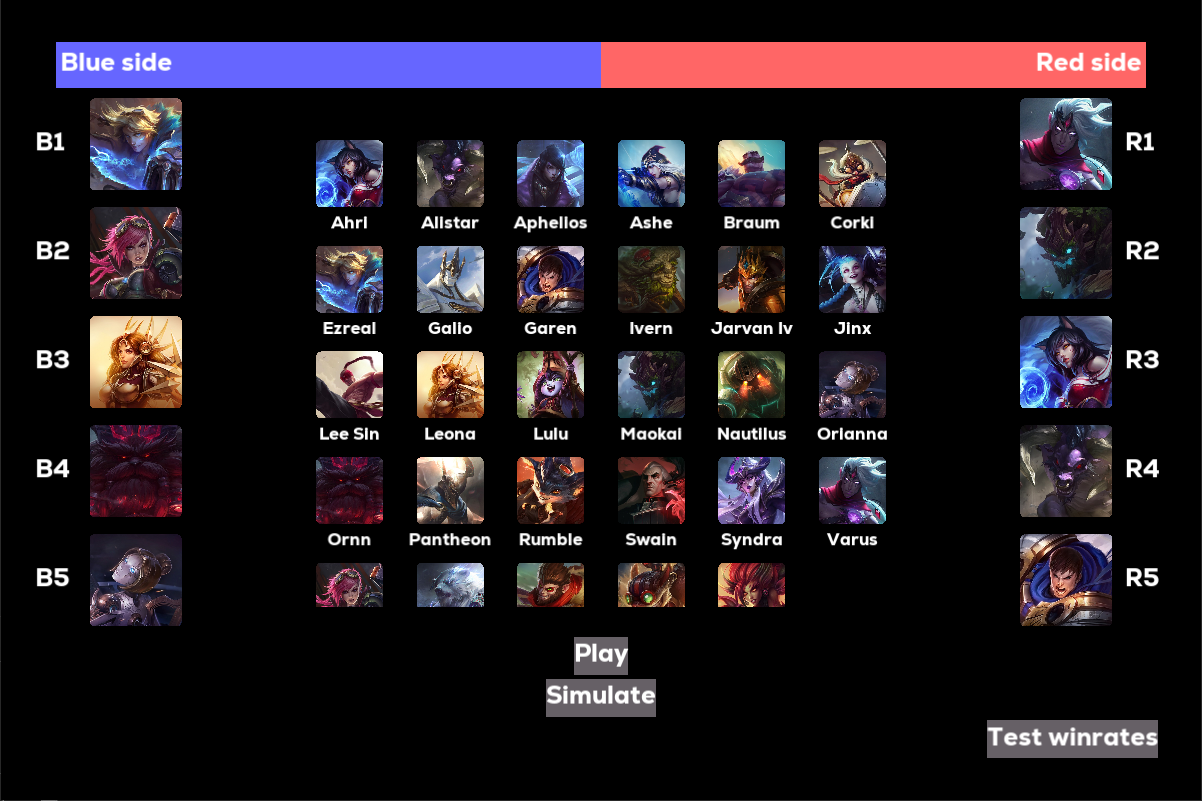 Blue side Red side
B1 R1
Ahri Alistar Aphelios Ashe Braum Corki
B2 R2
Ezreal Galio Garen Ivern Jarvan Iv Jinx
B3 R3
Lee Sin Leona Lulu Maokai Nautilus Orianna
B4 R4
Ornn Pantheon Rumble Swain Syndra Varus
B5 R5
Play
Simulate
Test winrates